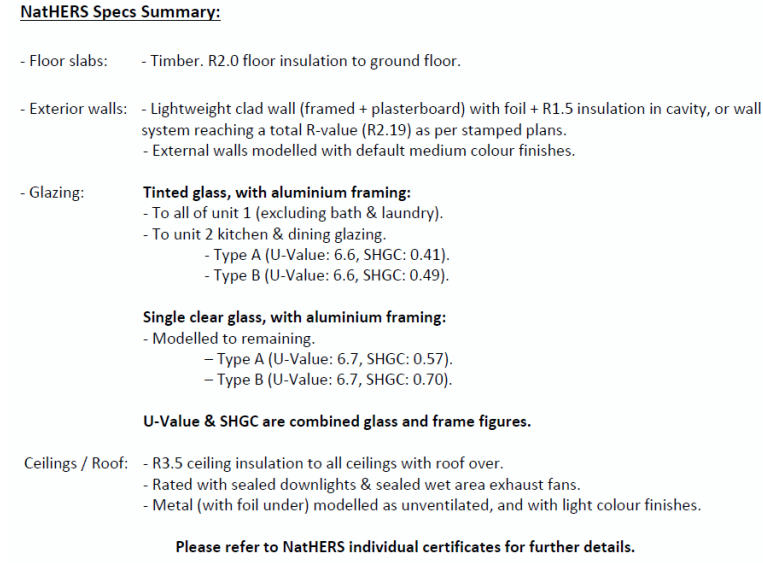 NatHERS Specs Summary:
- Floor slabs: - Timber. R2.0 floor insulation to ground floor.
- Exterior walls: - Lightweight clad wall (framed + plasterboard) with foil + R1.5 insulation in cavity, or wall
system reaching a total R-value (R2.19) as per stamped plans.
- External walls modelled with default medium colour finishes.
- Glazing: Tinted glass, with aluminium framing:
- To all of unit 1 (excluding bath & laundry).
- To unit 2 kitchen & dining glazing.
- Type A (U-Value: 6.6, SHGC: 0.41).
- Type B (U-Value: 6.6, SHGC: 0.49).
Single clear glass, with aluminium framing:
- Modelled to remaining.
– Type A (U-Value: 6.7, SHGC: 0.57).
– Type B (U-Value: 6.7, SHGC: 0.70).
U-Value & SHGC are combined glass and frame figures.
Ceilings / Roof: - R3.5 ceiling insulation to all ceilings with roof over.
- Rated with sealed downlights & sealed wet area exhaust fans.
- Metal (with foil under) modelled as unventilated, and with light colour finishes.
Please refer to NatHERS individual certificates for further details.